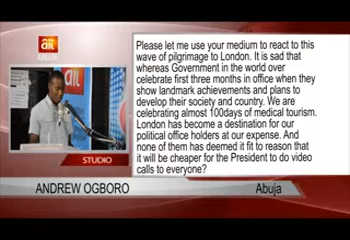 ait
ABUJA
Please let me use your medium to react to this
wave of pilgrimage to London. It is sad that
whereas Government in the world over
celebrate first three months in office when they
show landmark achievements and plans to
develop their society and country. We are
celebrating almost 100days of medical tourism.
London has become a destination for our
political office holders at our expense. And
none of them has deemed it fit to reason that
it will be cheaper for the President to do video
calls to everyone?
STUDIO
ANDREW OGBORO
Abuja